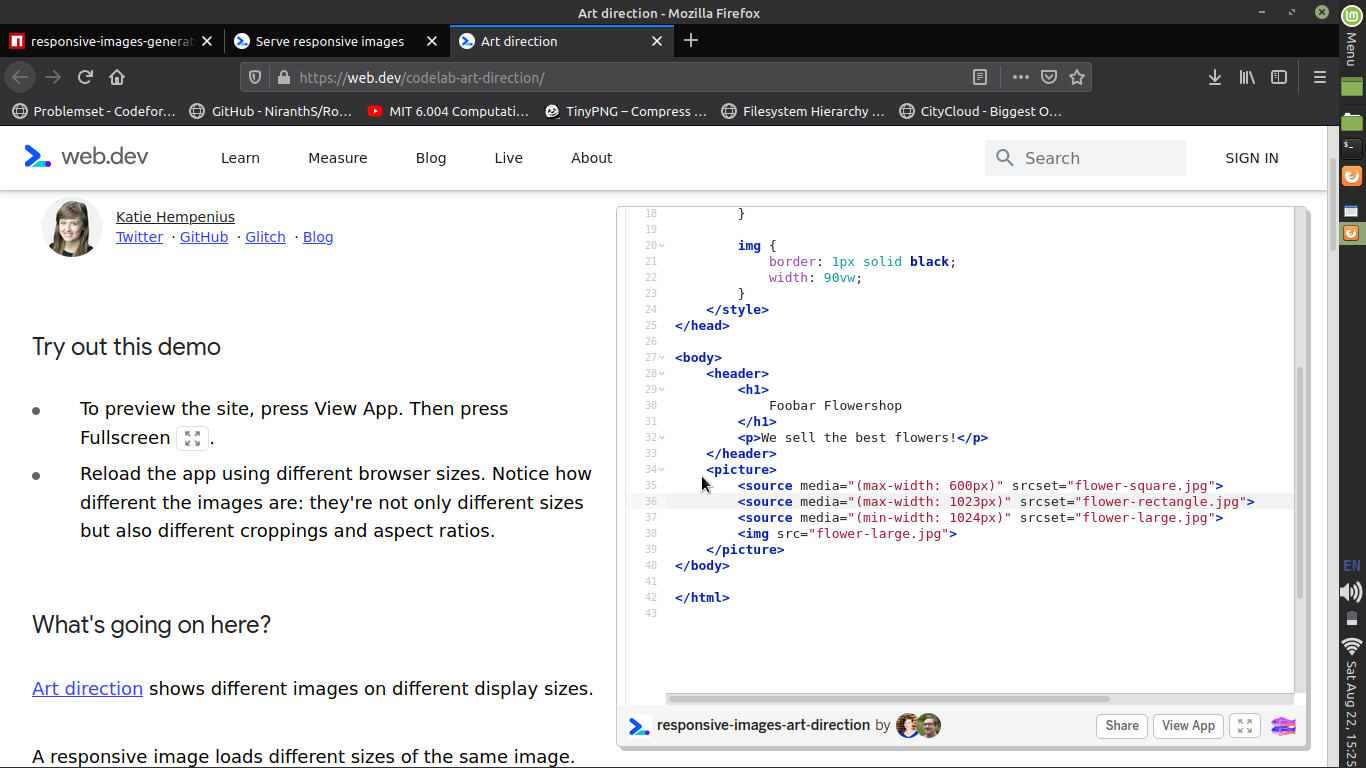 Art direction - Mozilla Firefox
responsive-images-generat
Serve responsive images
Art direction
https://web.dev/codelab-art-direction/
Problemset - Codefor…
GitHub - NiranthS/Ro…
MIT 6.004 Computati…
TinyPNG – Compress …
Filesystem Hierarchy …
CityCloud - Biggest O…
web.dev
Learn
Measure
Blog
Live
About
Search
SIGN IN
Katie Hempenius
Twitter · GitHub · Glitch · Blog
Try out this demo
To preview the site, press View App. Then press
Fullscreen .
Reload the app using different browser sizes. Notice how
different the images are: they're not only different sizes
but also different croppings and aspect ratios.
What's going on here?
Art direction shows different images on different display sizes.
A responsive image loads different sizes of the same image.
18 }
19
20 img {
21 border: 1px solid black;
22 width: 90vw;
23 }
24 </style>
25 </head>
26
27 <body>
28 <header>
29 <h1>
30 Foobar Flowershop
31 </h1>
32 <p>We sell the best flowers!</p>
33 </header>
34 <picture>
35 <source media="(max-width: 600px)" srcset="flower-square.jpg">
36 <source media="(max-width: 1023px)" srcset="flower-rectangle.jpg">
37 <source media="(min-width: 1024px)" srcset="flower-large.jpg">
38 <img src="flower-large.jpg">
39 </picture>
40 </body>
41
42 </html>
43
responsive-images-art-direction by
Share
View App
Menu
EN
Sat Aug 22, 15:25